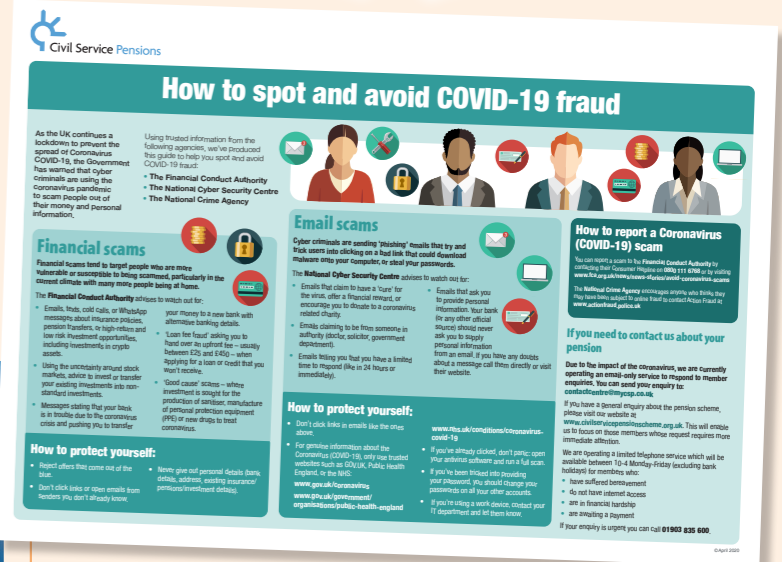 Civil Service Pensions
How to spot and avoid COVID-19 fraud
As the UK continues a
lockdown to prevent the
spread of Coronavirus
COVID-19, the Government
has warned that cyber
criminals are using the
coronavirus pandemic
to scam people out of
their money and personal
information.
Using trusted information from the
following agencies, we've produced
this guide to help you spot and avoid
COVID-19 fraud:
• The Financial Conduct Authority
• The National Cyber Security Centre
• The National Crime Agency
Financial scams
Financial scams tend to target people who are more
vulnerable or susceptible to being scammed, particularly in the
current climate with many more people being at home.
The Financial Conduct Authority advises to watch out for:
• Emails, texts, cold calls, or WhatsApp
messages about insurance policies,
pension transfers, or high-return and
low risk investment opportunities,
including investments in crypto
assets.
• Using the uncertainty around stock
markets, advice to invest or transfer
your existing investments into non-
standard investments.
• Messages stating that your bank
is in trouble due to the coronavirus
crisis and pushing you to transfer
your money to a new bank with
alternative banking details.
• 'Loan fee fraud' asking you to
hand over an upfront fee – usually
between £25 and £450 – when
applying for a loan or credit that you
won't receive.
• 'Good cause' scams – where
investment is sought for the
production of sanitiser, manufacture
of personal protection equipment
(PPE) or new drugs to treat
coronavirus.
How to protect yourself:
• Reject offers that come out of the
blue.
• Don't click links or open emails from
senders you don't already know.
• Never give out personal details (bank
details, address, existing insurance/
pensions/investment details).
Email scams
Cyber criminals are sending 'phishing' emails that try and
trick users into clicking on a bad link that could download
malware onto your computer, or steal your passwords.
The National Cyber Security Centre advises to watch out for:
• Emails that claim to have a 'cure' for
the virus, offer a financial reward, or
encourage you to donate to a coronavirus
related charity.
• Emails claiming to be from someone in
authority (doctor, solicitor, government
department).
• Emails telling you that you have a limited
time to respond (like in 24 hours or
immediately).
• Emails that ask you
to provide personal
information. Your bank
(or any other official
source) should never
ask you to supply
personal information
from an email. If you have any doubts
about a message call them directly or visit
their website.
How to protect yourself:
• Don't click links in emails like the ones
above.
• For genuine information about the
Coronavirus (COVID-19), only use trusted
websites such as GOV.UK, Public Health
England, or the NHS:
www.gov.uk/coronavirus
www.gov.uk/government/
organisations/public-health-england
www.nhs.uk/conditions/coronavirus-
covid-19
• If you've already clicked, don't panic: open
your antivirus software and run a full scan.
• If you've been tricked into providing
your password, you should change your
passwords on all your other accounts.
• If you're using a work device, contact your
IT department and let them know.
How to report a Coronavirus
(COVID-19) scam
You can report a scam to the Financial Conduct Authority by
contacting their Consumer Helpline on 0800 111 6768 or by visiting
www.fca.org.uk/news/news-stories/avoid-coronavirus-scams
The National Crime Agency encourages anyone who thinks they
may have been subject to online fraud to contact Action Fraud at
www.actionfraud.police.uk
If you need to contact us about your
pension
Due to the impact of the coronavirus, we are currently
operating an email-only service to respond to member
enquiries. You can send your enquiry to:
contactcentre@mycsp.co.uk
If you have a general enquiry about the pension scheme,
please visit our website at
www.civilservicepensionscheme.org.uk. This will enable
us to focus on those members whose request requires more
immediate attention.
We are operating a limited telephone service which will be
available between 10-4 Monday-Friday (excluding bank
holidays) for members who:
• have suffered bereavement
• do not have internet access
• are in financial hardship
• are awaiting a payment
If your enquiry is urgent you can call 01903 835 600.
©April 2020